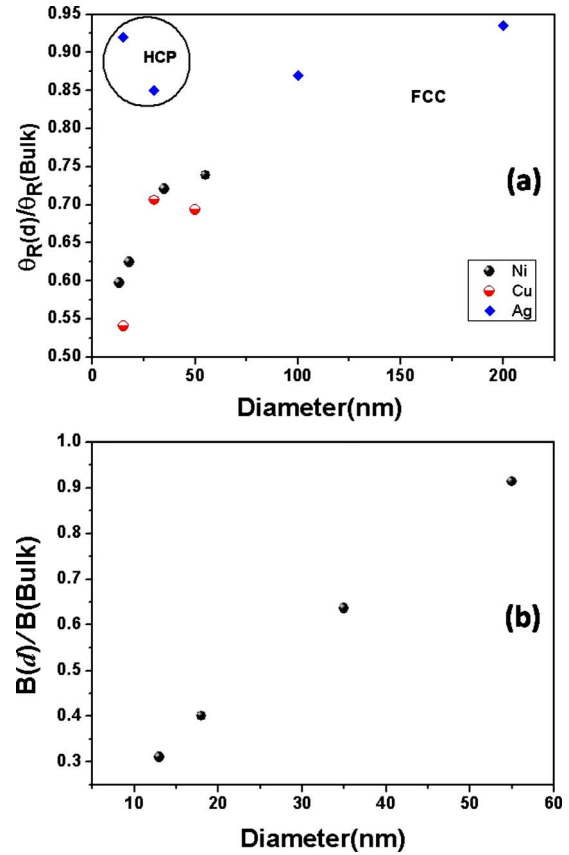 0.95
0.90
0.85
0.80
0.75
0.70
0.65
0.60
0.55
0.50
θR(d)/θR(Bulk)
HCP
FCC
(a)
Ni
Cu
Ag
0 50 100 150 200
Diameter(nm)
1.0
0.9
0.8
0.7
0.6
0.5
0.4
0.3
B(d)/B(Bulk)
(b)
10 20 30 40 50 60
Diameter(nm)